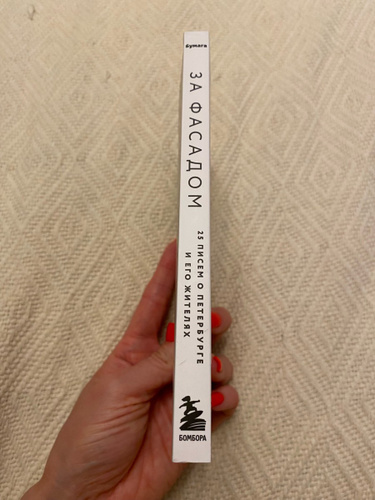 бумага
ЗА ФАСАДОМ
25 ПИСЕМ О ПЕТЕРБУРГЕ
И ЕГО ЖИТЕЛЯХ
БОМБОРА